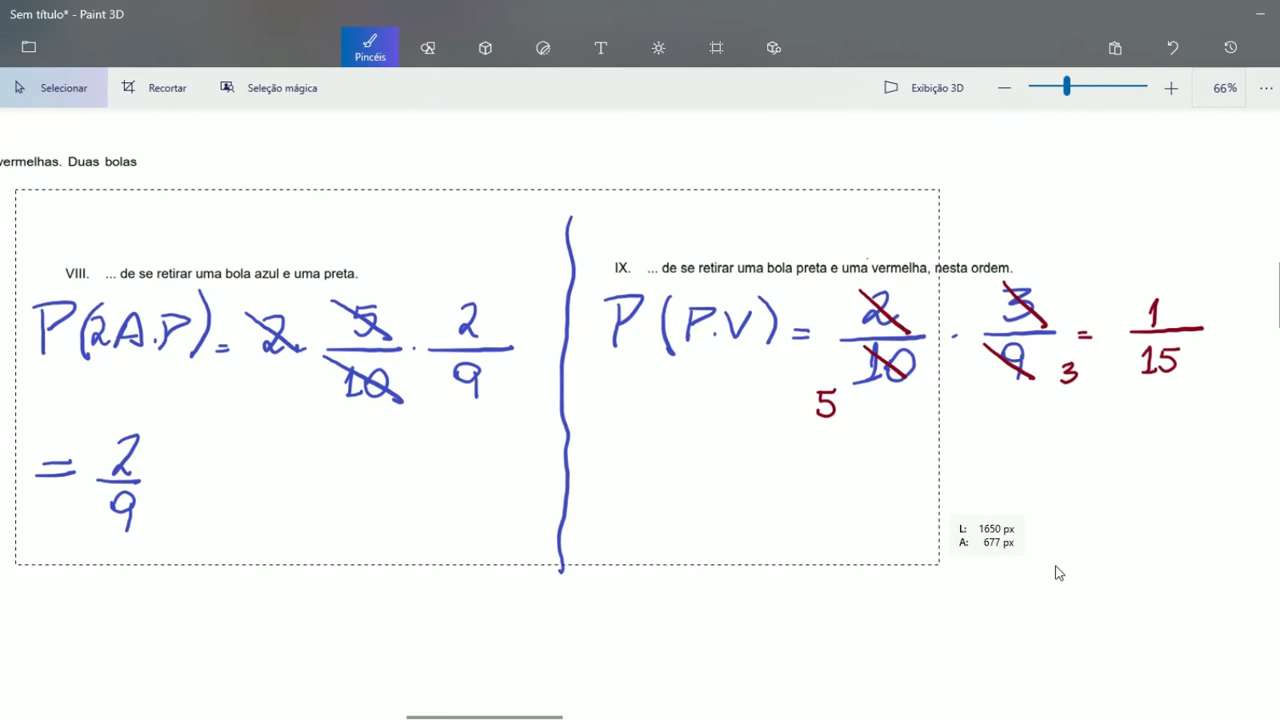 Sem título* - Paint 3D
Pincéis
Selecionar
Recortar
Seleção mágica
Exibição 3D
66%
vermelhas. Duas bolas
VIII. ... de se retirar uma bola azul e uma preta.
P(2A.P) = 2 5/10 . 2/9
= 2/9
IX. ... de se retirar uma bola preta e uma vermelha, nesta ordem.
P(P.V) = 2/10 . 3/9 = 1/15
5
3
L: 1650 px
A: 677 px